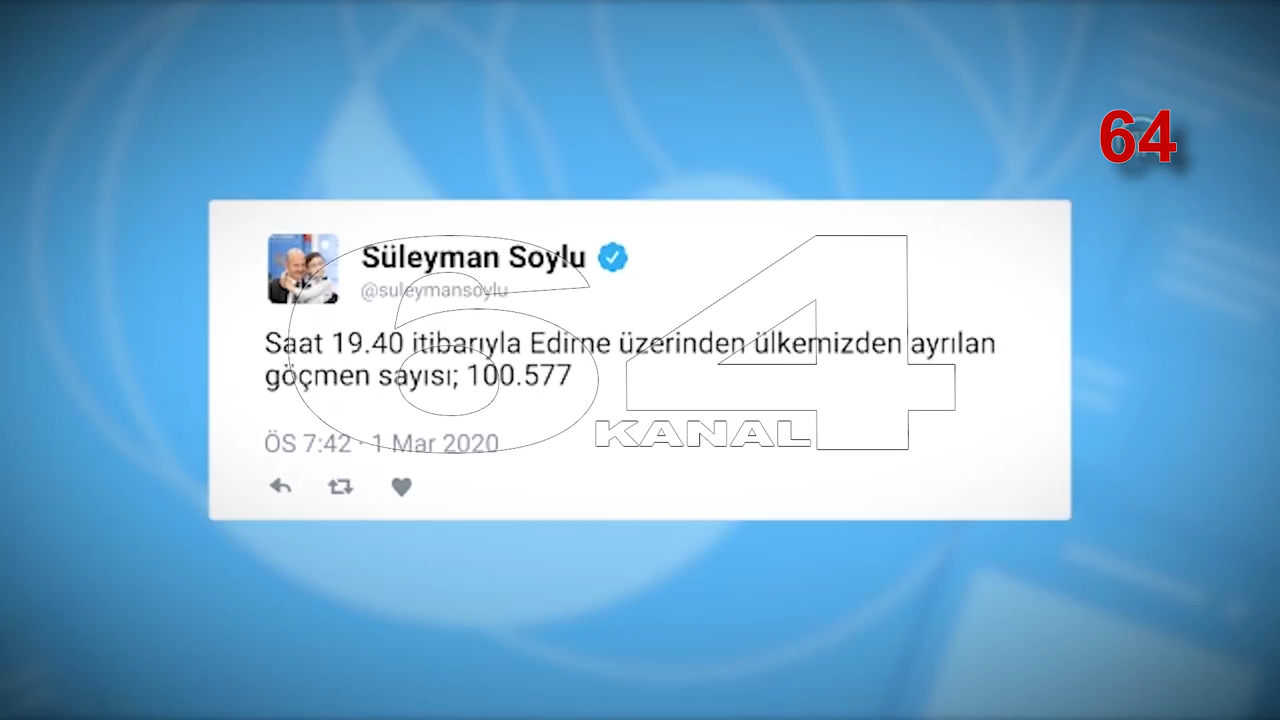 64
Süleyman Soylu
@suleymansoylu
Saat 19.40 itibarıyla Edirne üzerinden ülkemizden ayrılan
göçmen sayısı; 100.577
ÖS 7:42 · 1 Mar 2020
64
KANAL